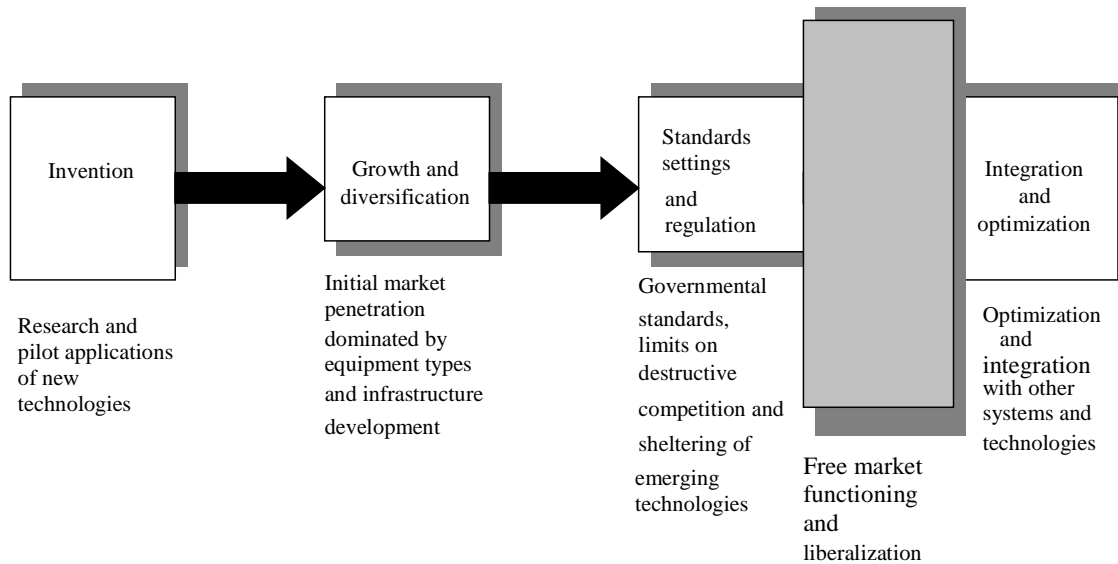 Invention
Research and
pilot applications
of new
technologies
Growth and
diversification
Initial market
penetration
dominated by
equipment types
and infrastructure
development
Standards
settings
and
regulation
Governmental
standards,
limits on
destructive
competition and
sheltering of
emerging
technologies
Free market
functioning
and
liberalization
Integration
and
optimization
Optimization
and
integration
with other
systems and
technologies